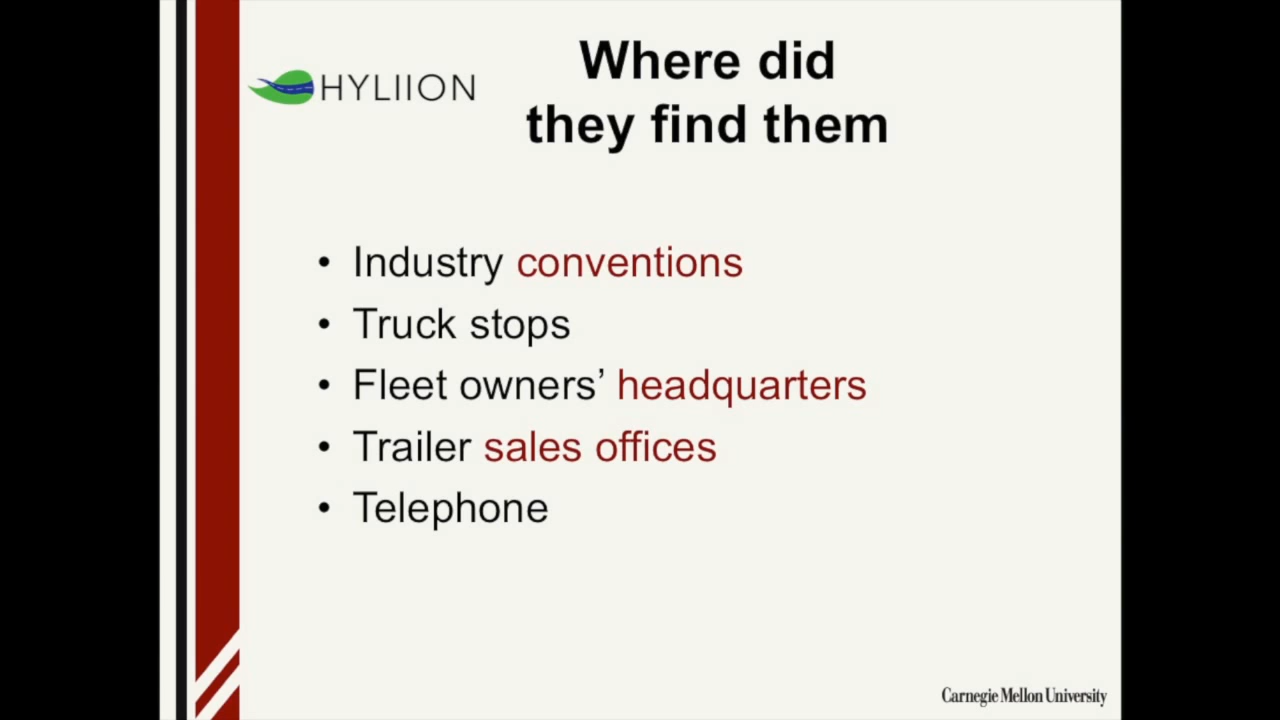 HYLIION
Where did
they find them
• Industry conventions
• Truck stops
• Fleet owners’ headquarters
• Trailer sales offices
• Telephone
Carnegie Mellon University